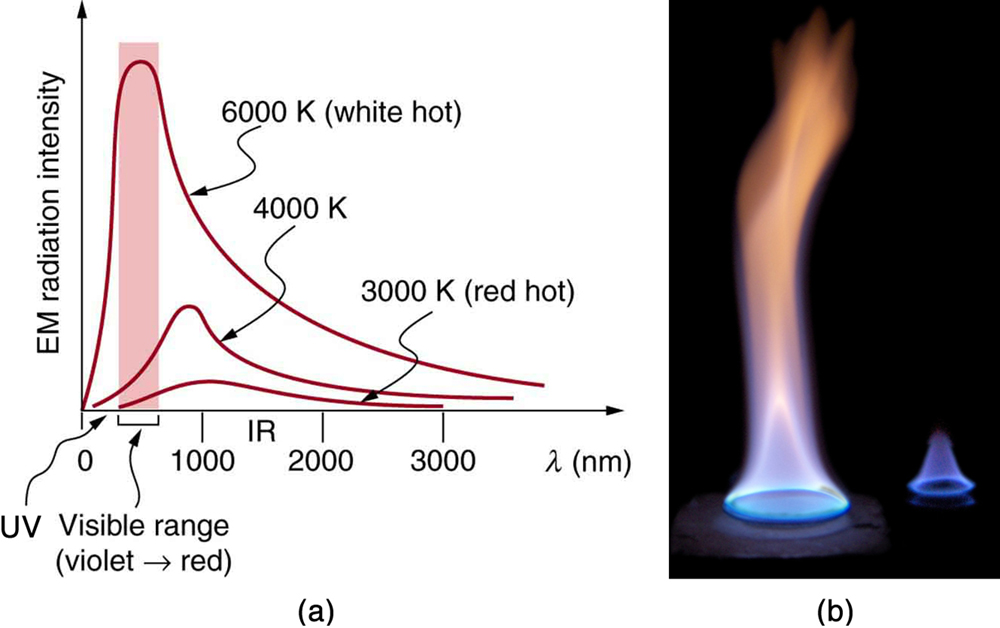 EM radiation intensity
6000 K (white hot)
4000 K
3000 K (red hot)
IR
0 1000 2000 3000 λ (nm)
UV
Visible range
(violet → red)
(a)
(b)